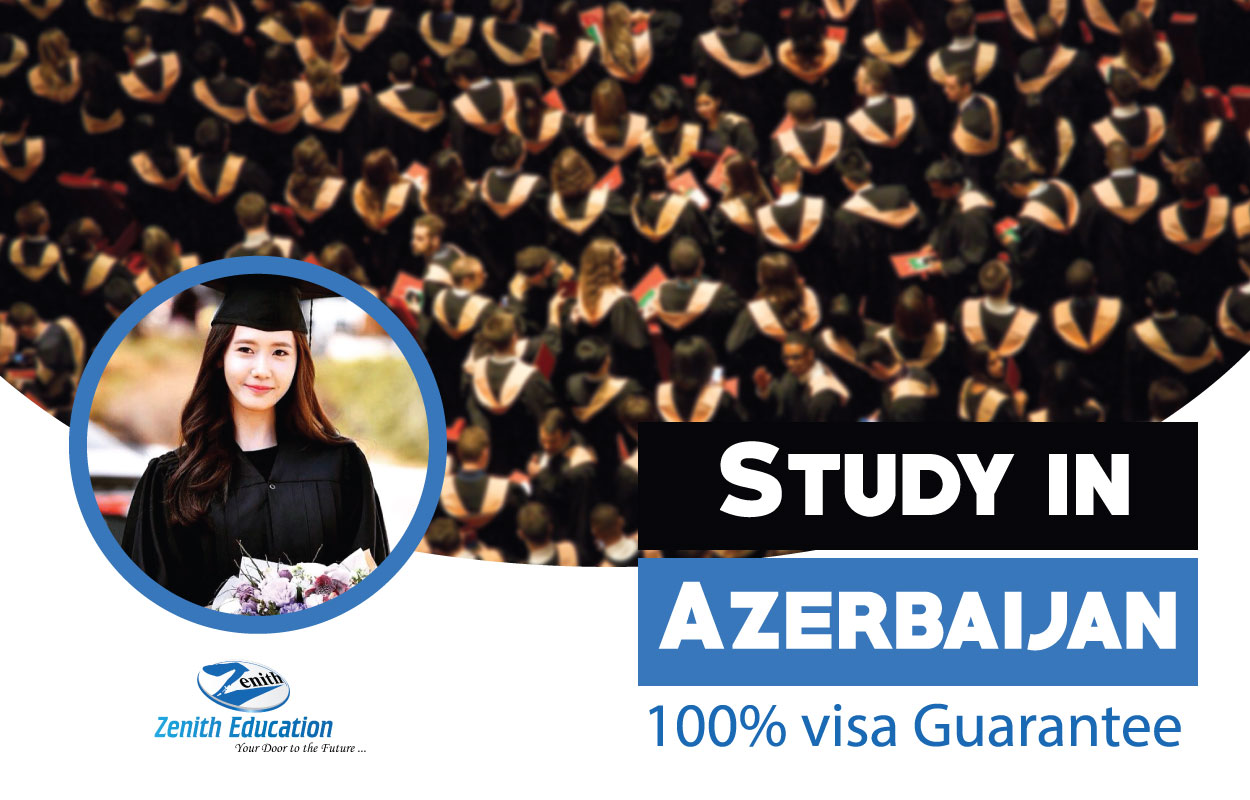 STUDY IN
AZERBAIJAN
100% visa Guarantee
Zenith
Zenith Education
Your Door to the Future ...